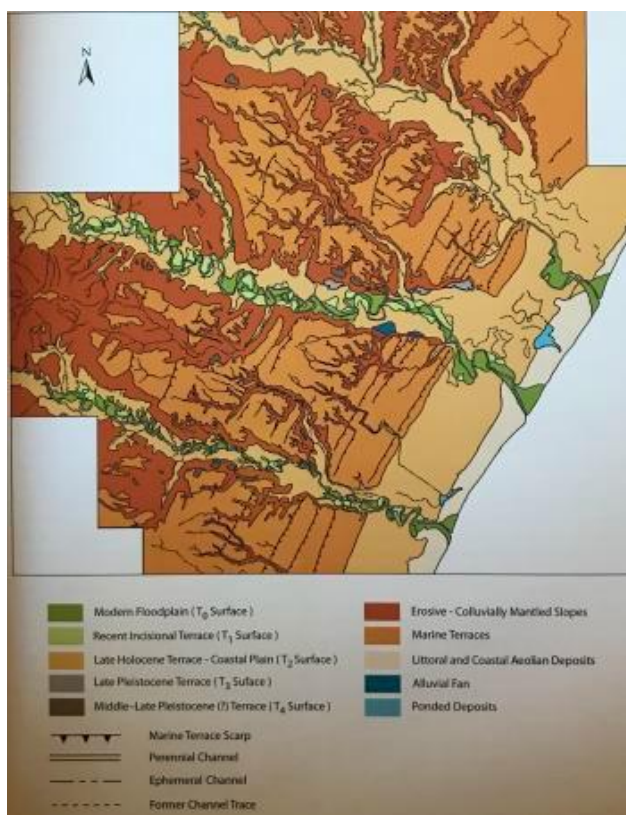 N
Modern Floodplain ( T0 Surface )
Recent Incisional Terrace ( T1 Surface )
Late Holocene Terrace - Coastal Plain ( T2 Surface )
Late Pleistocene Terrace ( T3 Suface )
Middle-Late Pleistocene (?) Terrace ( T4 Surface )
Erosive - Colluvially Mantled Slopes
Marine Terraces
Littoral and Coastal Aeolian Deposits
Alluvial Fan
Ponded Deposits
Marine Terrace Scarp
Perennial Channel
Ephemeral Channel
Former Channel Trace